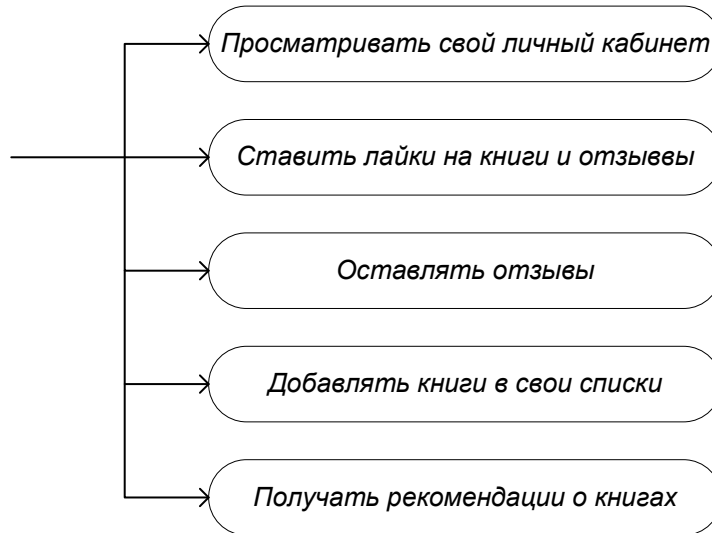 Просматривать свой личный кабинет
Ставить лайки на книги и отзыввы
Оставлять отзывы
Добавлять книги в свои списки
Получать рекомендации о книгах